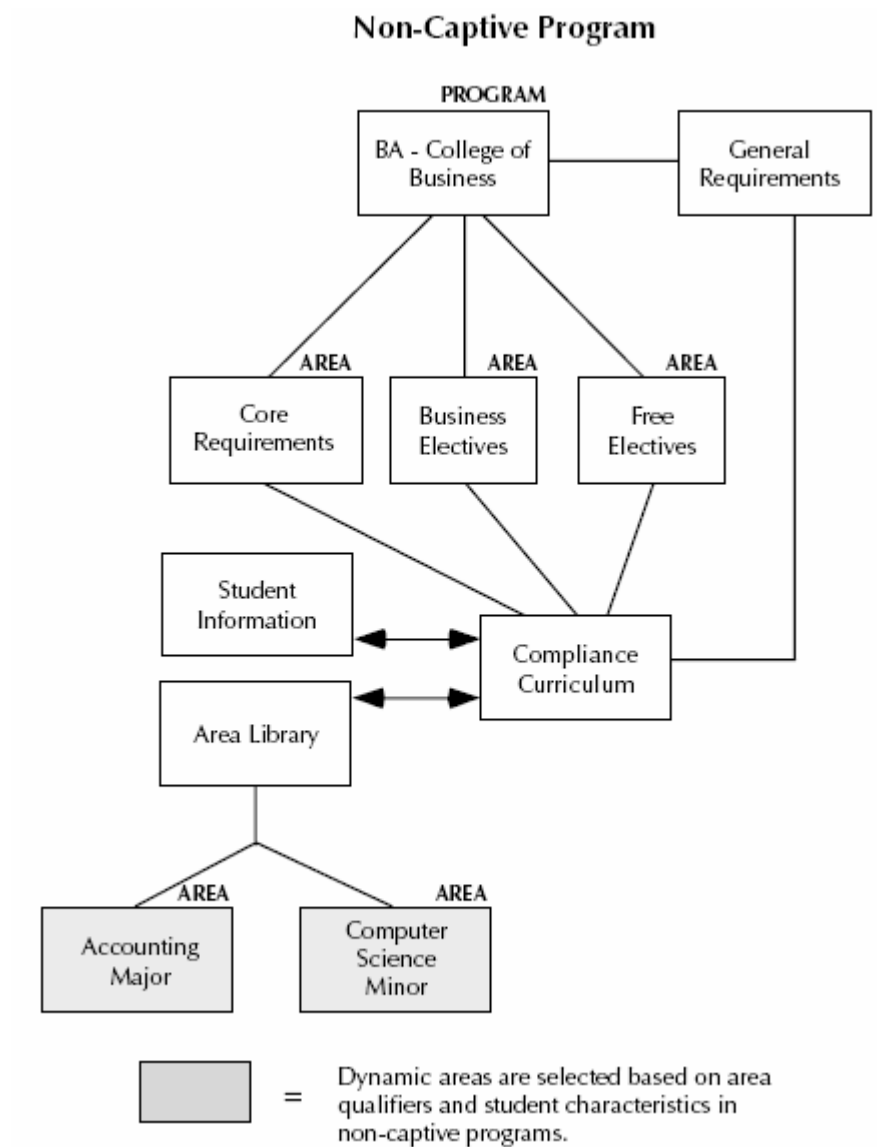 Non-Captive Program
PROGRAM
BA - College of
Business
General
Requirements
AREA
AREA
AREA
Core
Requirements
Business
Electives
Free
Electives
Student
Information
Compliance
Curriculum
Area Library
AREA
AREA
Accounting
Major
Computer
Science
Minor
=
Dynamic areas are selected based on area
qualifiers and student characteristics in
non-captive programs.